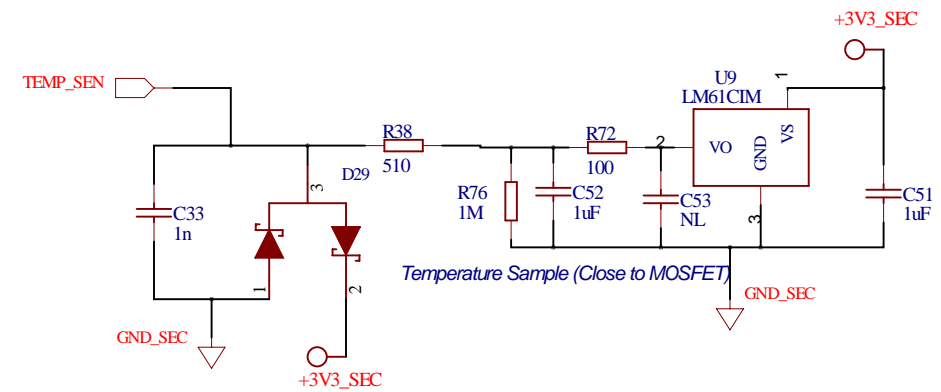 +3V3_SEC
TEMP_SEN
U9
LM61CIM
1
R38
510
R72
100
2
VO
GND
VS
D29
3
C33
1n
R76
1M
C52
1uF
C53
NL
3
C51
1uF
1
2
Temperature Sample (Close to MOSFET)
GND_SEC
GND_SEC
+3V3_SEC